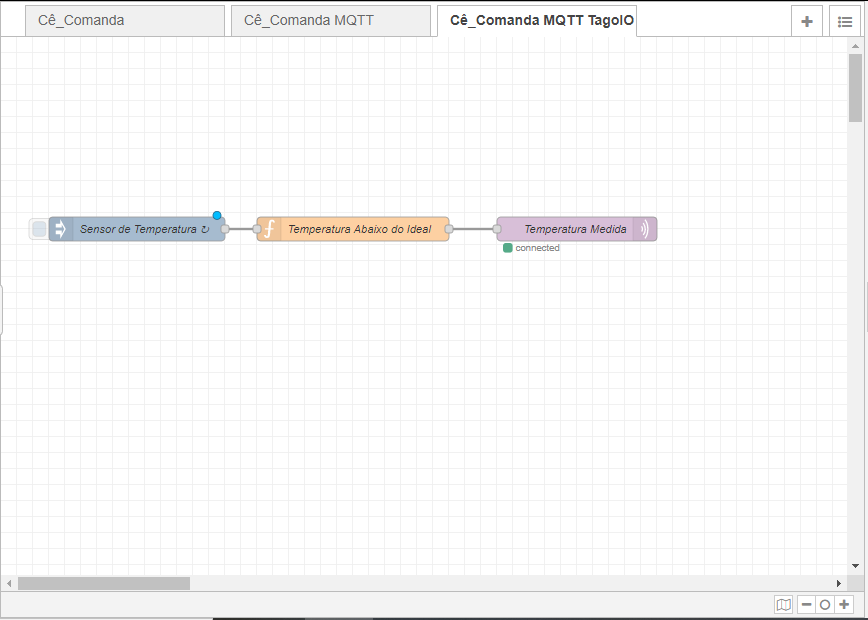 Cê_Comanda
Cê_Comanda MQTT
Cê_Comanda MQTT TagoIO
Sensor de Temperatura ↻
Temperatura Abaixo do Ideal
Temperatura Medida
connected